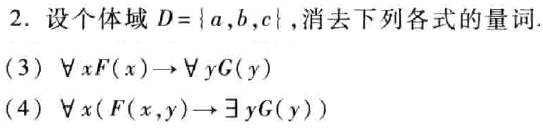 2. 设个体域 D={a,b,c},消去下列各式的量词.
(3) ∀xF(x)→∀yG(y)
(4) ∀x(F(x,y)→∃yG(y))